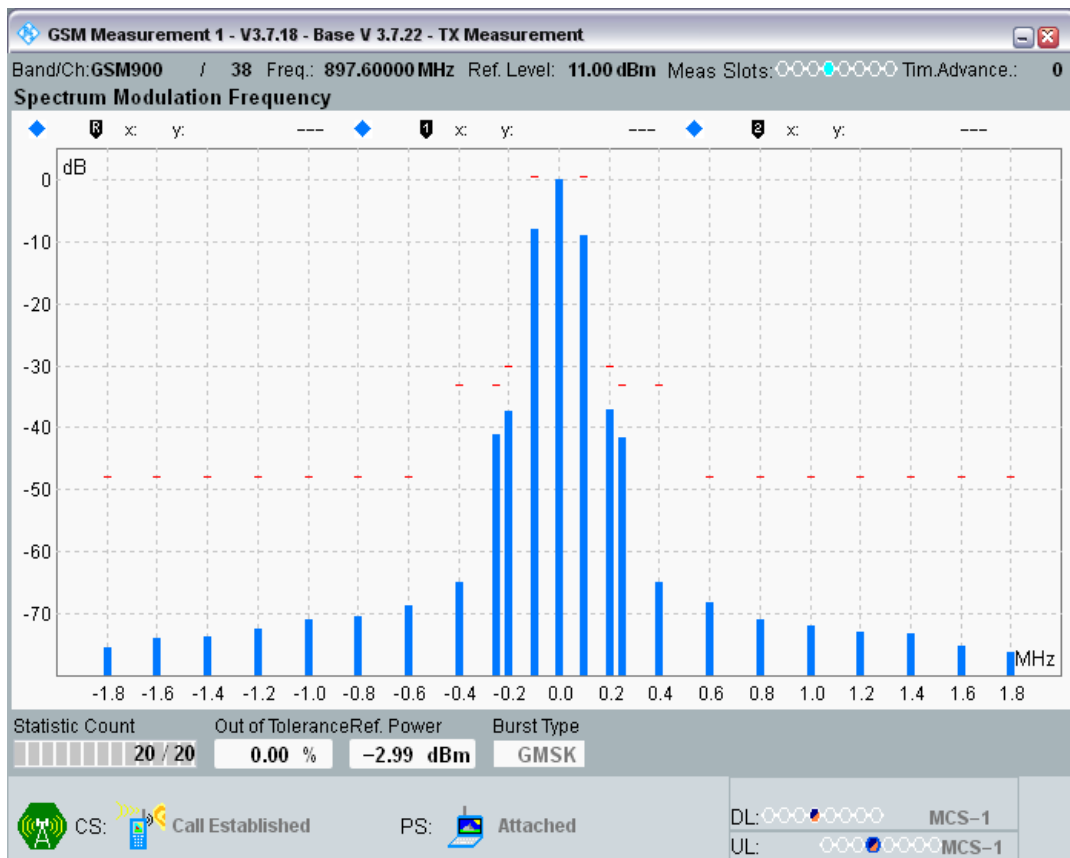 GSM Measurement 1 - V3.7.18 - Base V 3.7.22 - TX Measurement
Band/Ch:GSM900 / 38 Freq.: 897.60000 MHz Ref. Level: 11.00 dBm Meas Slots: Tim.Advance.: 0
Spectrum Modulation Frequency
R x: y: --- 1 x: y: --- 2 x: y: ---
dB
0
-10
-20
-30
-40
-50
-60
-70
MHz
-1.8 -1.6 -1.4 -1.2 -1.0 -0.8 -0.6 -0.4 -0.2 0.0 0.2 0.4 0.6 0.8 1.0 1.2 1.4 1.6 1.8
Statistic Count Out of Tolerance Ref. Power Burst Type
20 / 20 0.00 % −2.99 dBm GMSK
CS: Call Established PS: Attached
DL: MCS−1
UL: MCS−1